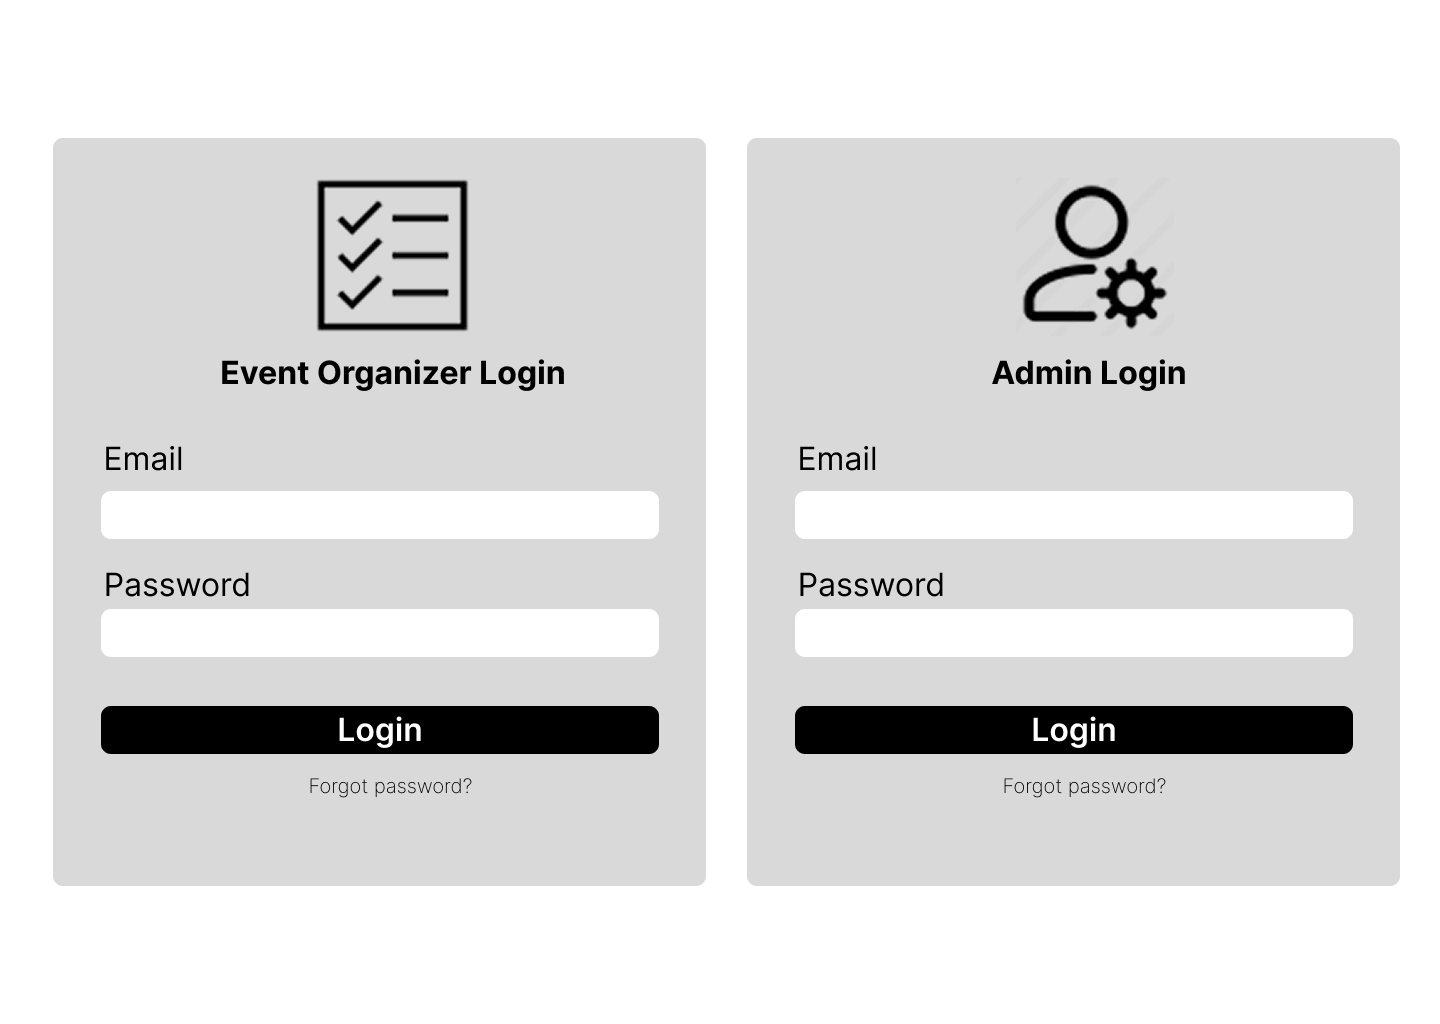 Event Organizer Login
Email
Password
Login
Forgot password?
Admin Login
Email
Password
Login
Forgot password?